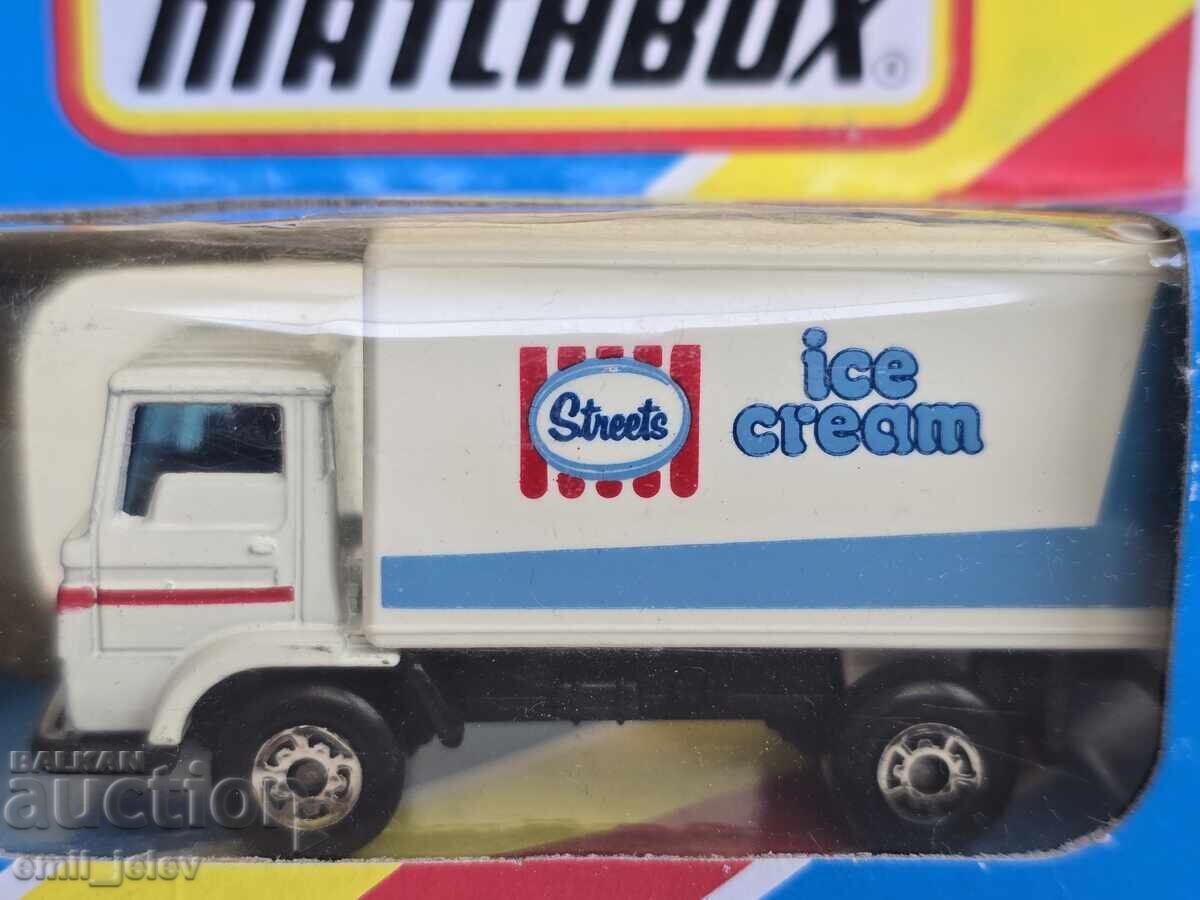 MATCHBOX
®
Streets
ice
cream
BALKAN
auction
emil_jelev